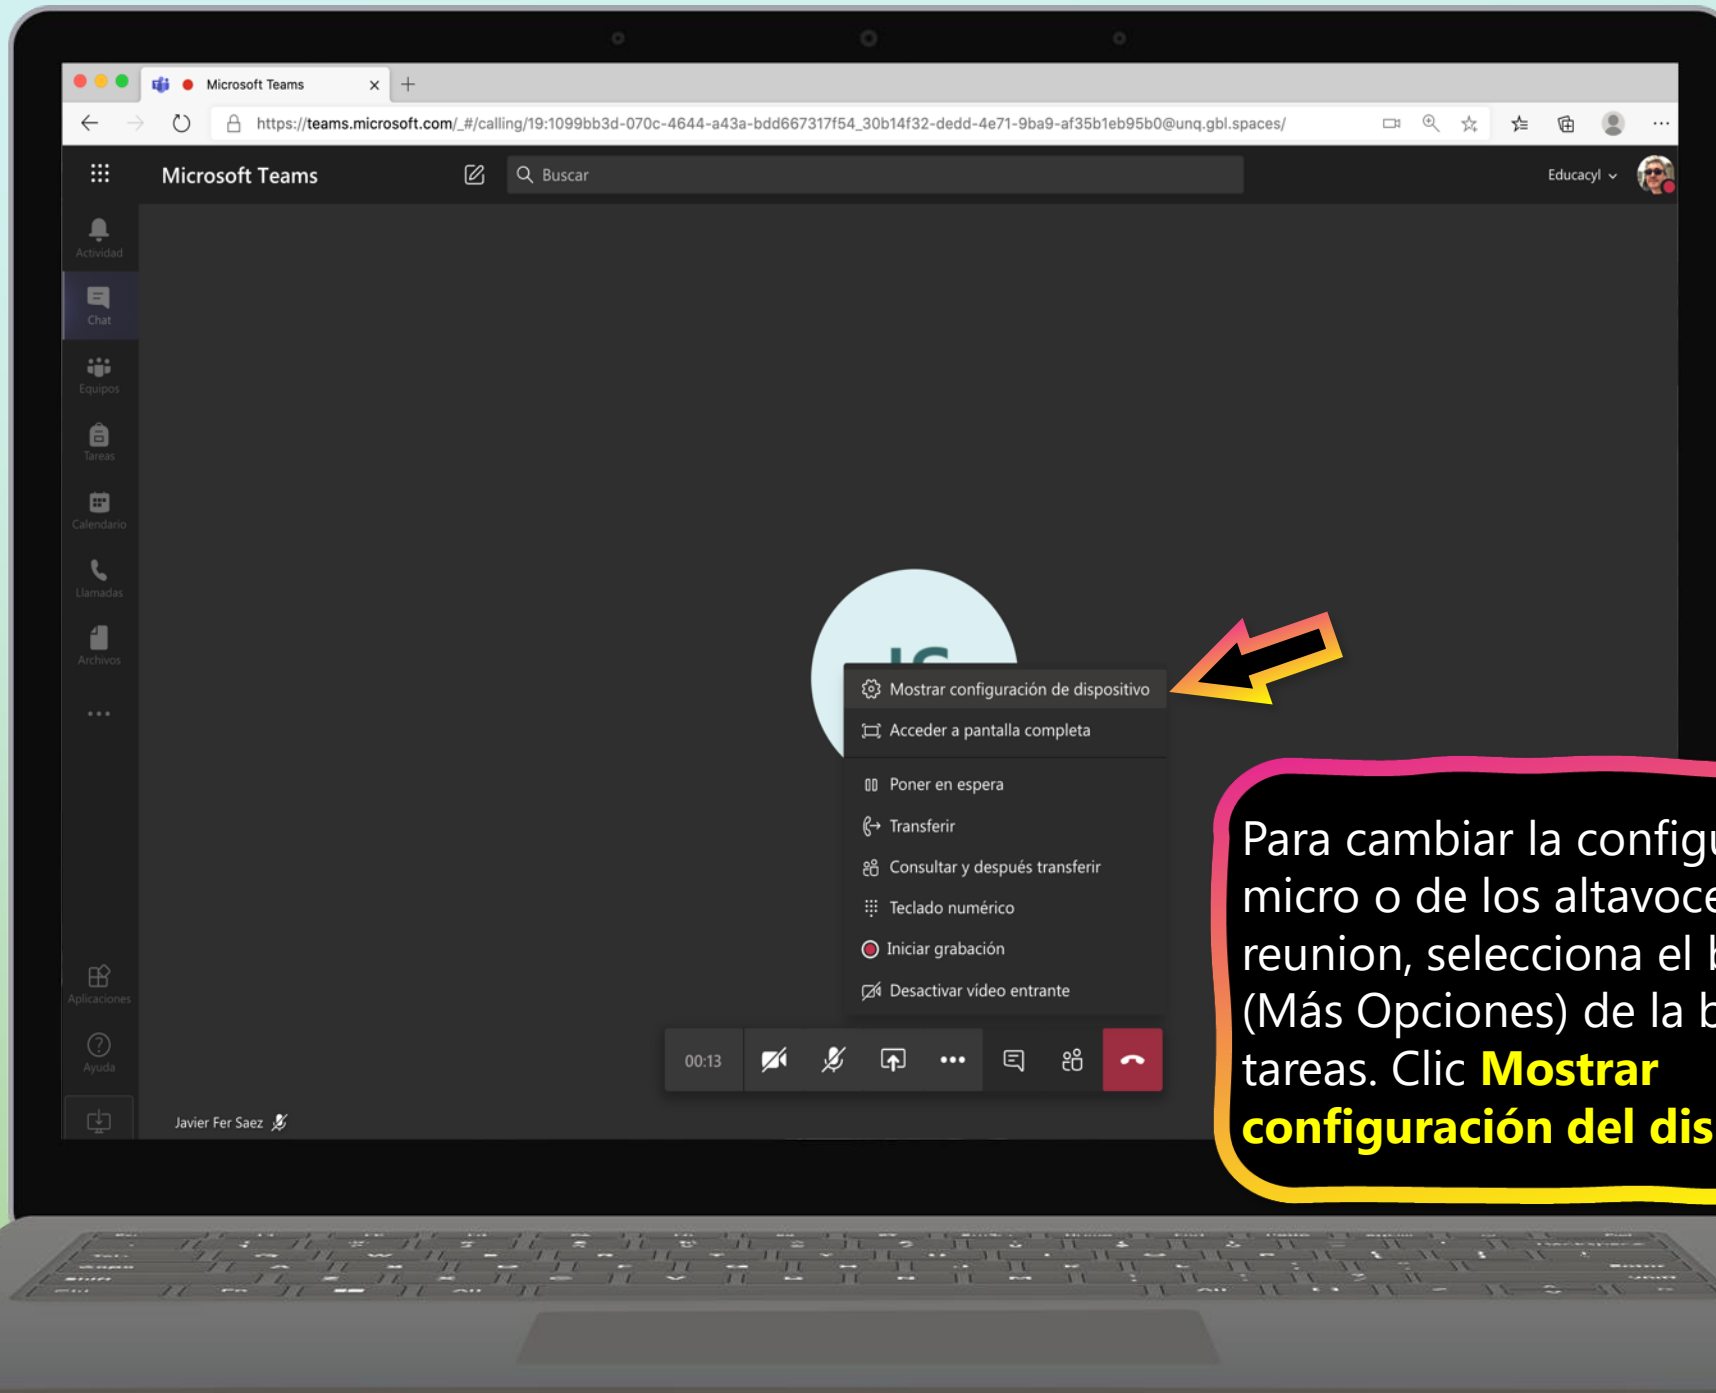 Microsoft Teams
https://teams.microsoft.com/_#/calling/19:1099bb3d-070c-4644-a43a-bdd667317f54_30b14f32-dedd-4e71-9ba9-af35b1eb95b0@unq.gbl.spaces/
Microsoft Teams
Buscar
Educacyl
Actividad
Chat
Equipos
Tareas
Calendario
Llamadas
Archivos
Aplicaciones
Ayuda
Mostrar configuración de dispositivo
Acceder a pantalla completa
Poner en espera
Transferir
Consultar y después transferir
Teclado numérico
Iniciar grabación
Desactivar vídeo entrante
00:13
Javier Fer Saez
Para cambiar la
micro o de los
reunion, selecciona el
(Más Opciones) de la
tareas. Clic Mostrar
configuración del